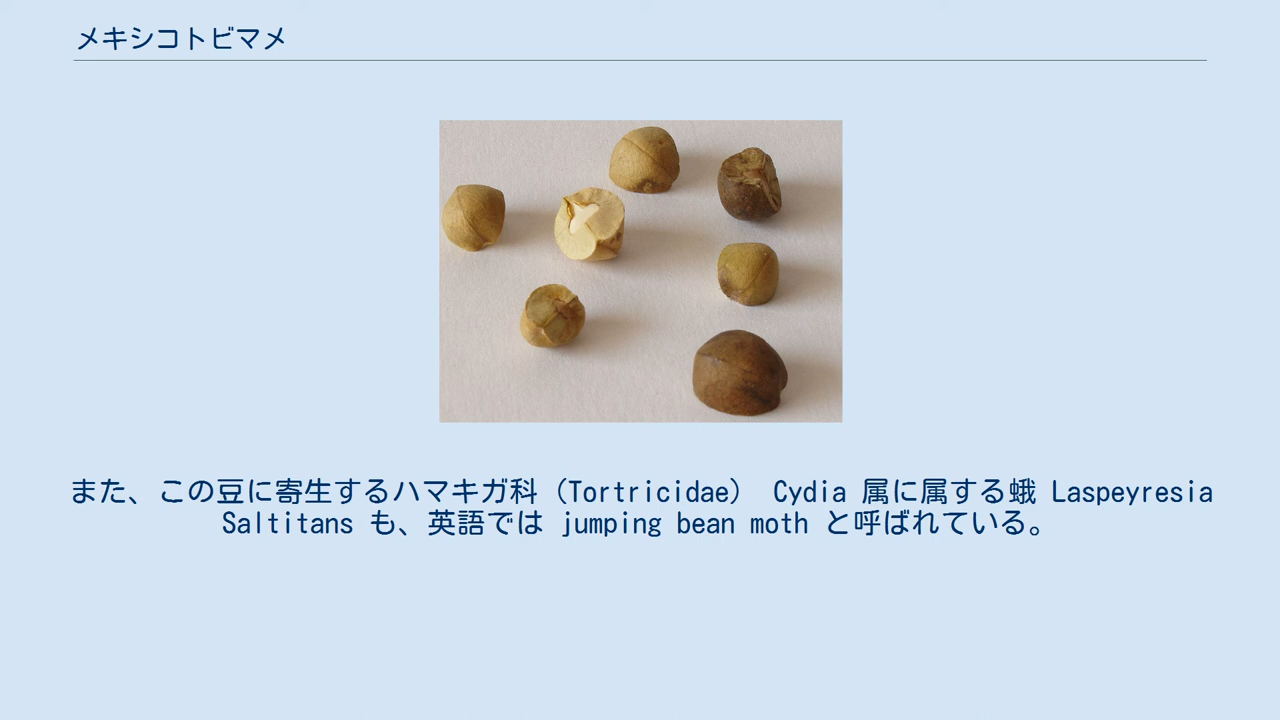 メキシコトビマメ
また、この豆に寄生するハマキガ科（Tortricidae） Cydia 属に属する蛾 Laspeyresia
Saltitans も、英語では jumping bean moth と呼ばれている。